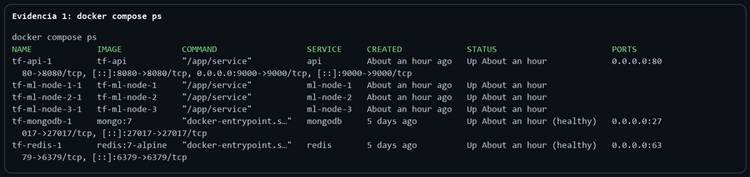 Evidencia 1: docker compose ps
docker compose ps
NAME IMAGE COMMAND SERVICE CREATED STATUS PORTS
tf-api-1 tf-api "/app/service" api About an hour ago Up About an hour 0.0.0.0:80
80->8080/tcp, [::]:8080->8080/tcp, 0.0.0.0:9000->9000/tcp, [::]:9000->9000/tcp
tf-ml-node-1-1 tf-ml-node-1 "/app/service" ml-node-1 About an hour ago Up About an hour
tf-ml-node-2-1 tf-ml-node-2 "/app/service" ml-node-2 About an hour ago Up About an hour
tf-ml-node-3-1 tf-ml-node-3 "/app/service" ml-node-3 About an hour ago Up About an hour
tf-mongodb-1 mongo:7 "docker-entrypoint.s…" mongodb 5 days ago Up About an hour (healthy) 0.0.0.0:27
017->27017/tcp, [::]:27017->27017/tcp
tf-redis-1 redis:7-alpine "docker-entrypoint.s…" redis 5 days ago Up About an hour (healthy) 0.0.0.0:63
79->6379/tcp, [::]:6379->6379/tcp